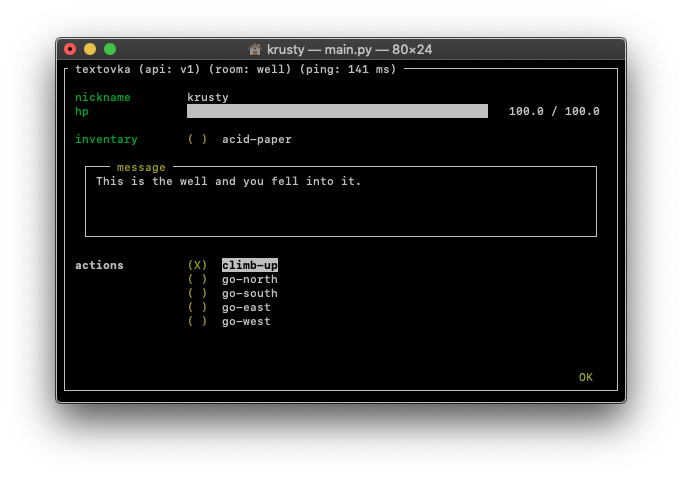 krusty — main.py — 80×24
textovka (api: v1) (room: well) (ping: 141 ms)
nickname krusty
hp 100.0 / 100.0
inventory ( ) acid-paper
message
This is the well and you fell into it.
actions (X) climb-up
( ) go-north
( ) go-south
( ) go-east
( ) go-west
OK